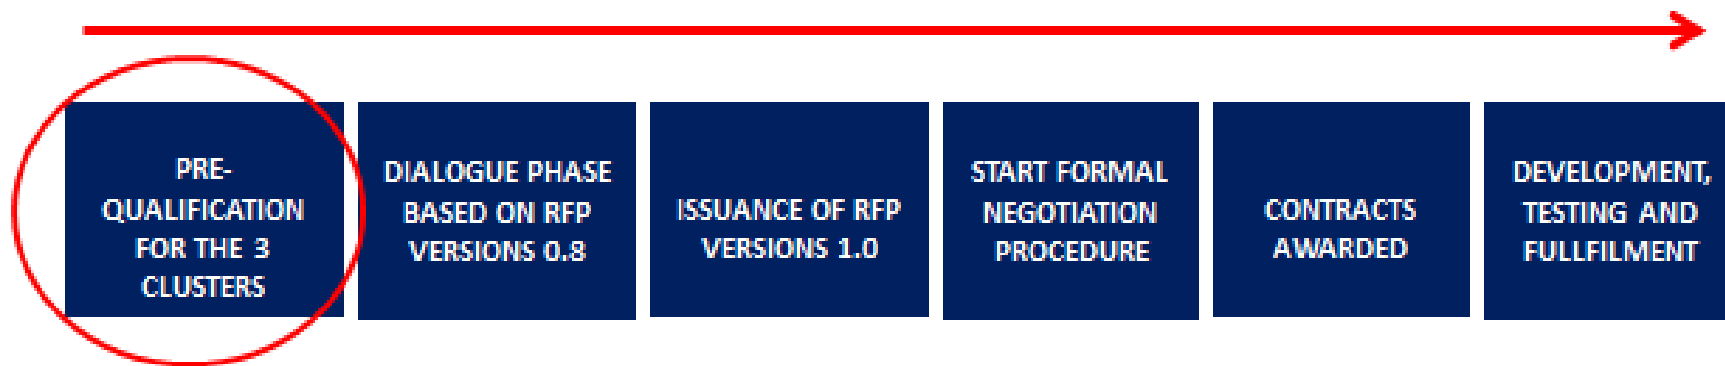 PRE-
QUALIFICATION
FOR THE 3
CLUSTERS
DIALOGUE PHASE
BASED ON RFP
VERSIONS 0.8
ISSUANCE OF RFP
VERSIONS 1.0
START FORMAL
NEGOTIATION
PROCEDURE
CONTRACTS
AWARDED
DEVELOPMENT,
TESTING AND
FULLFILMENT